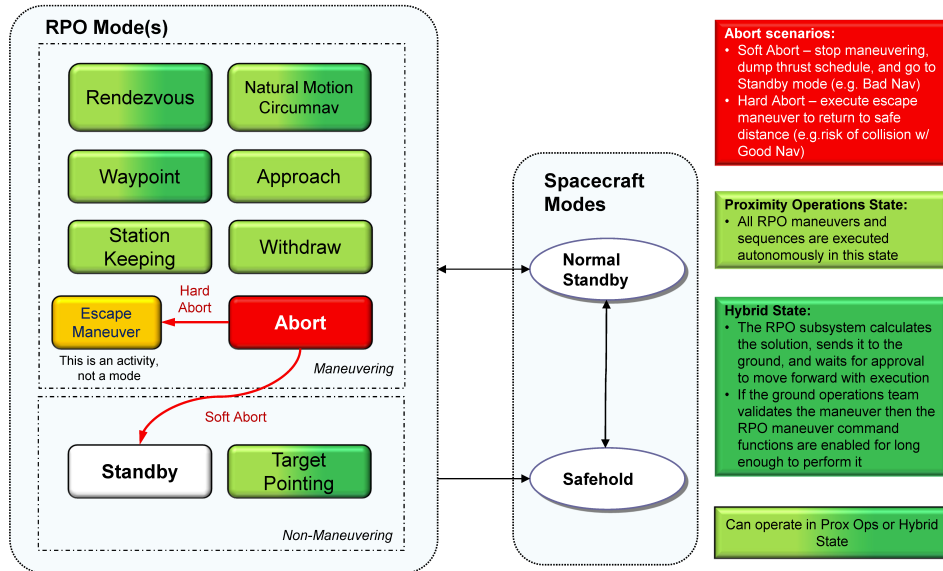 RPO Mode(s)
Rendezvous
Natural Motion
Circumnav
Waypoint
Approach
Station
Keeping
Withdraw
Hard
Abort
Escape
Maneuver
Abort
This is an activity,
not a mode
Maneuvering
Soft Abort
Standby
Target
Pointing
Non-Maneuvering
Spacecraft
Modes
Normal
Standby
Safehold
Abort scenarios:
• Soft Abort – stop maneuvering,
dump thrust schedule, and go to
Standby mode (e.g. Bad Nav)
• Hard Abort – execute escape
maneuver to return to safe
distance (e.g.risk of collision w/
Good Nav)
Proximity Operations State:
• All RPO maneuvers and
sequences are executed
autonomously in this state
Hybrid State:
• The RPO subsystem calculates
the solution, sends it to the
ground, and waits for approval
to move forward with execution
• If the ground operations team
validates the maneuver then the
RPO maneuver command
functions are enabled for long
enough to perform it
Can operate in Prox Ops or Hybrid
State